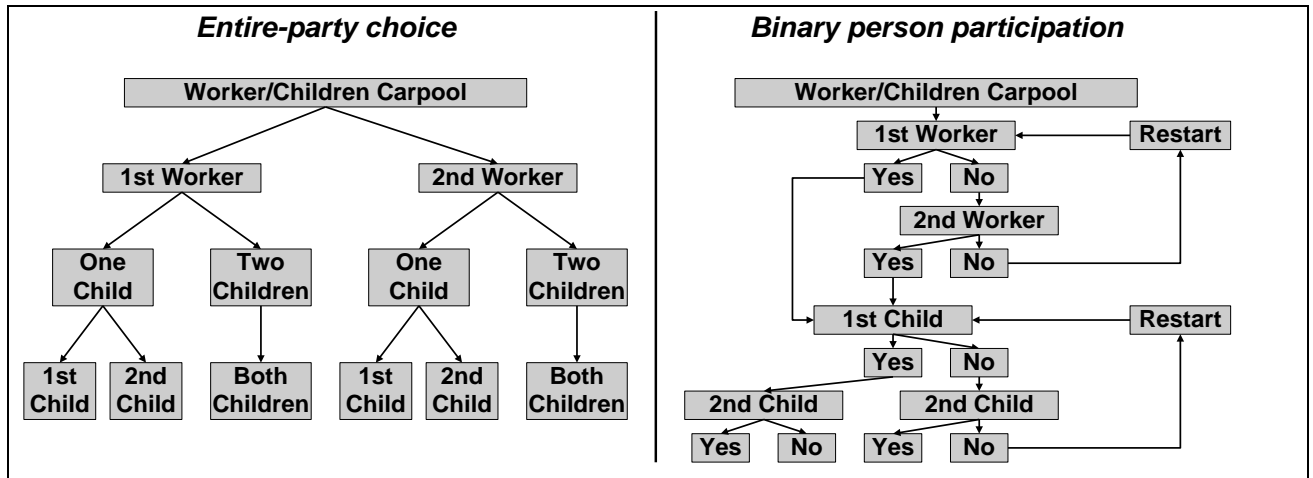 Entire-party choice
Worker/Children Carpool
1st Worker
2nd Worker
One
Child
Two
Children
One
Child
Two
Children
1st
Child
2nd
Child
Both
Children
1st
Child
2nd
Child
Both
Children
Binary person participation
Worker/Children Carpool
1st Worker
Restart
Yes
No
2nd Worker
Yes
No
1st Child
Restart
Yes
No
2nd Child
2nd Child
Yes
No
Yes
No